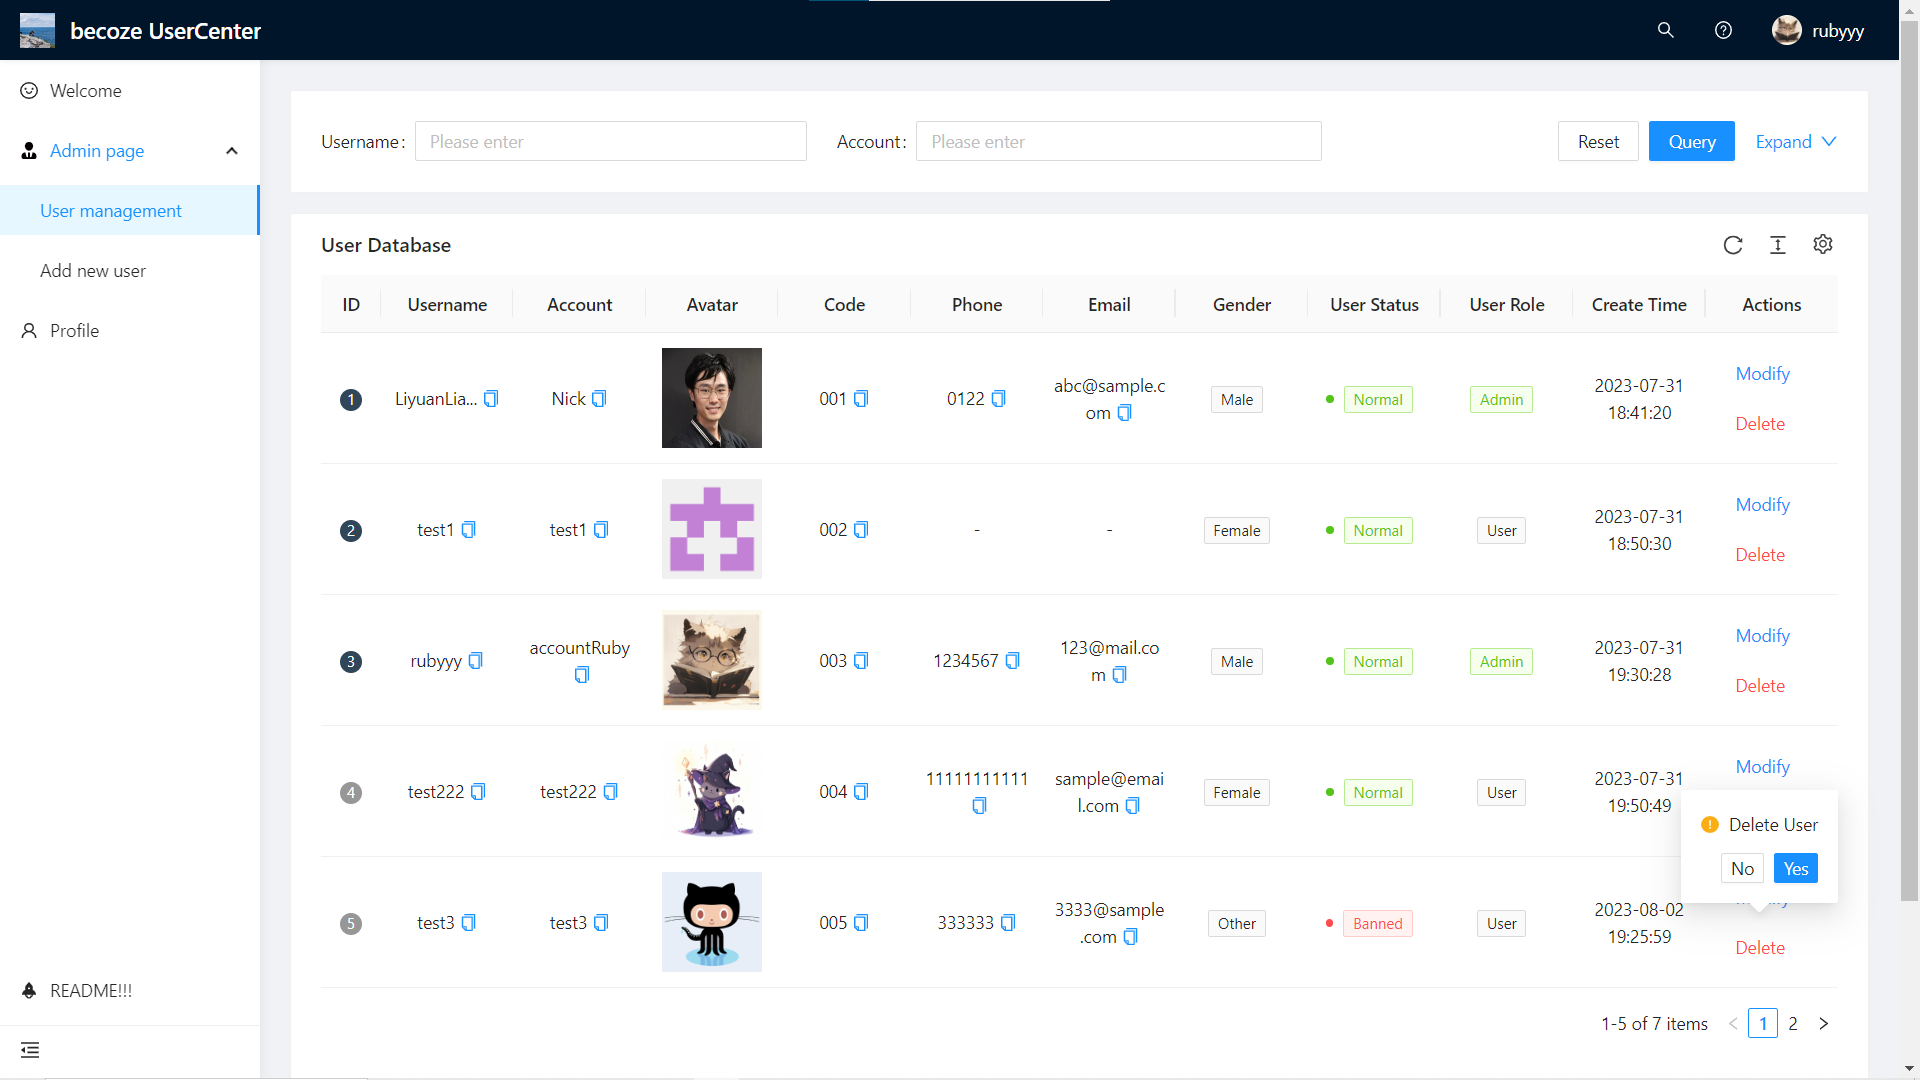 becoze UserCenter
rubyyy
Welcome
Admin page
User management
Add new user
Profile
README!!!
Username: Please enter
Account: Please enter
Reset
Query
Expand
User Database
ID Username Account Avatar Code Phone Email Gender User Status User Role Create Time Actions
1 LiyuanLia... Nick 001 0122 abc@sample.c
om Male Normal Admin 2023-07-31
18:41:20 Modify
Delete
2 test1 test1 002 - - Female Normal User 2023-07-31
18:50:30 Modify
Delete
3 rubyyy accountRuby 003 1234567 123@mail.co
m Male Normal Admin 2023-07-31
19:30:28 Modify
Delete
4 test222 test222 004 11111111111 sample@emai
l.com Female Normal User 2023-07-31
19:50:49 Modify
Delete User
No Yes
5 test3 test3 005 333333 3333@sample
.com Other Banned User 2023-08-02
19:25:59
Delete
1-5 of 7 items < 1 2 >